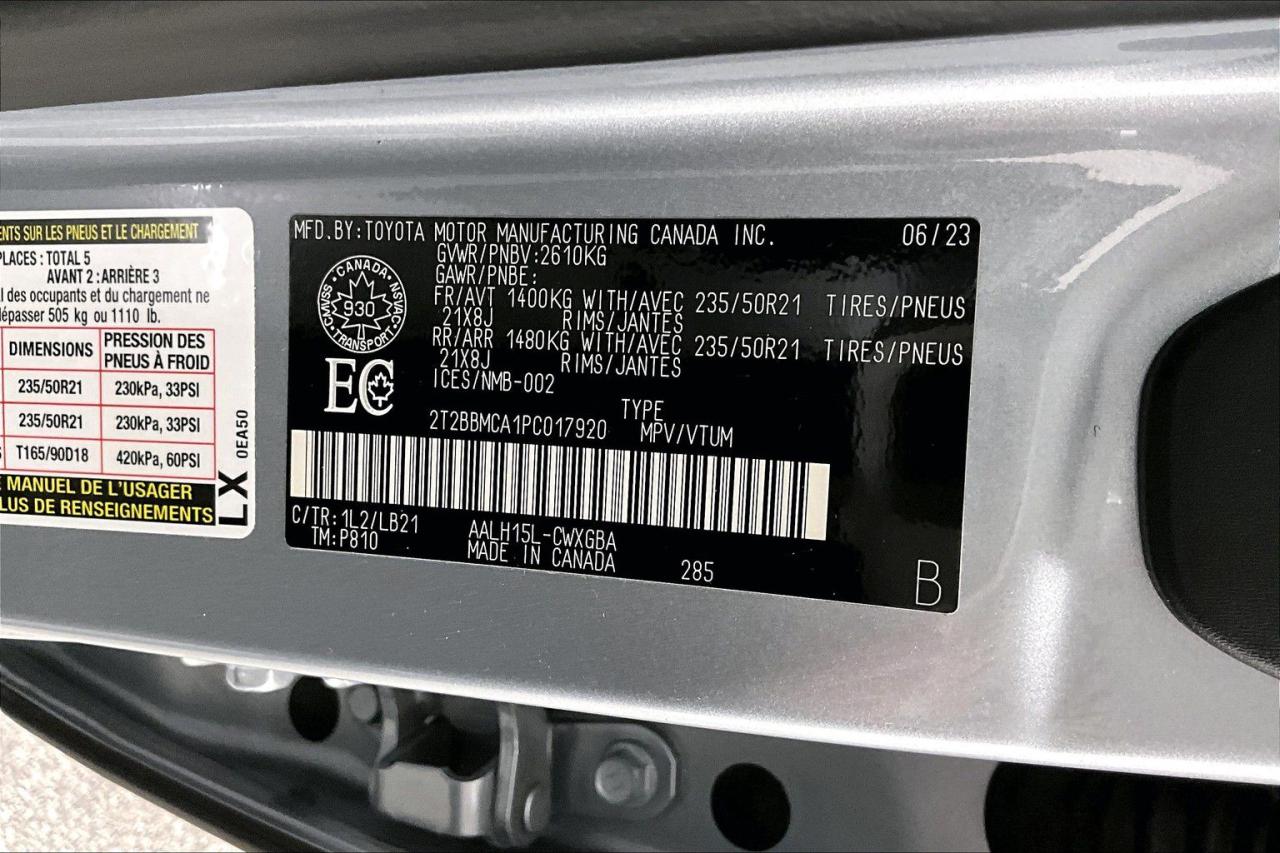 ENTS SUR LES PNEUS ET LE CHARGEMENT
PLACES : TOTAL 5
AVANT 2 : ARRIÈRE 3
al des occupants et du chargement ne
dépasser 505 kg ou 1110 lb.
DIMENSIONS PRESSION DES PNEUS À FROID
235/50R21 230kPa, 33PSI
235/50R21 230kPa, 33PSI
T165/90D18 420kPa, 60PSI
MANUEL DE L'USAGER
PLUS DE RENSEIGNEMENTS
LX 0EA50
MFD.BY:TOYOTA MOTOR MANUFACTURING CANADA INC. 06/23
GVWR/PNBV:2610KG
GAWR/PNBE:
FR/AVT 1400KG WITH/AVEC 235/50R21 TIRES/PNEUS
21X8J RIMS/JANTES
RR/ARR 1480KG WITH/AVEC 235/50R21 TIRES/PNEUS
21X8J RIMS/JANTES
ICES/NMB-002
CANADA
CMVSS 930 NSVAC
TRANSPORT
EC
2T2BBMCA1PC017920 TYPE
MPV/VTUM
C/TR:1L2/LB21 AALH15L-CWXGBA
TM:P810 MADE IN CANADA 285
B